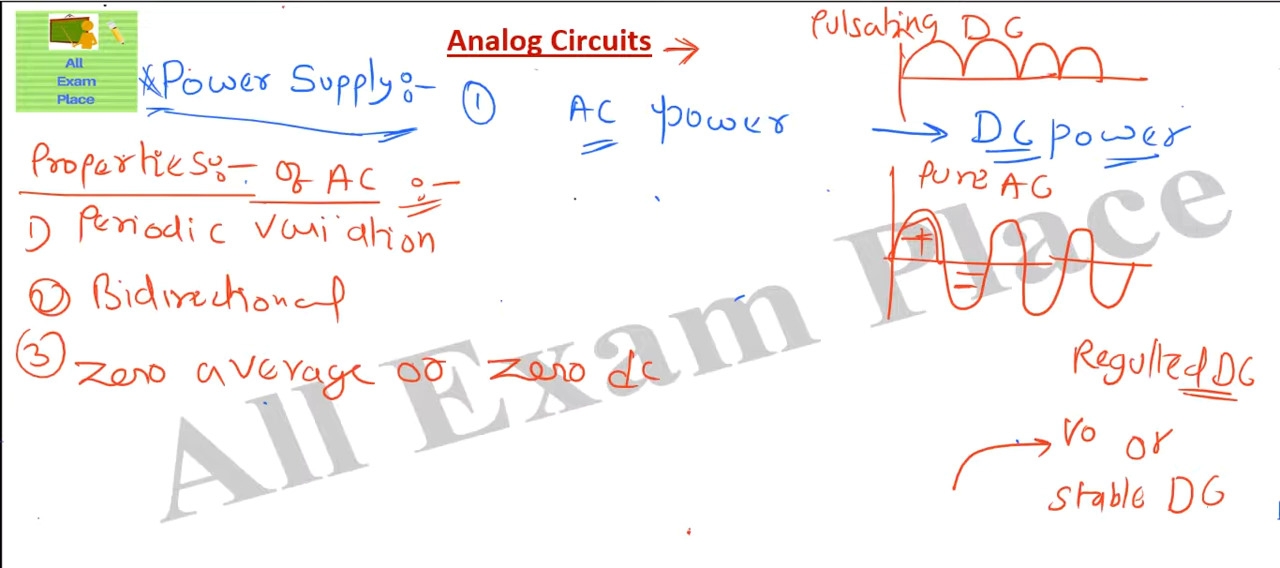 All
Exam
Place
Analog Circuits
Pulsating DC
*Power Supply:-
① AC power → DC power
Properties:- of AC :-
1) Periodic variation
② Bidirectional
③ Zero average or zero dc
Pure AC
+
=
Regulted DC
Vo or
stable DC
All Exam Place